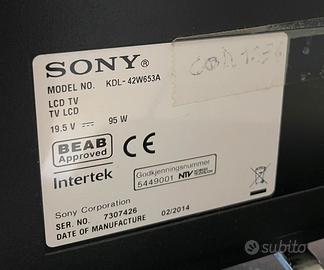 SONY
MODEL NO. KDL-42W653A
LCD TV
TV LCD
19.5 V 95 W
BEAB
Approved
CE
Intertek
Godkjenningsnummer
5449001 NTV
Sony Corporation
SER. NO. 7307426
DATE OF MANUFACTURE 02/2014
subito